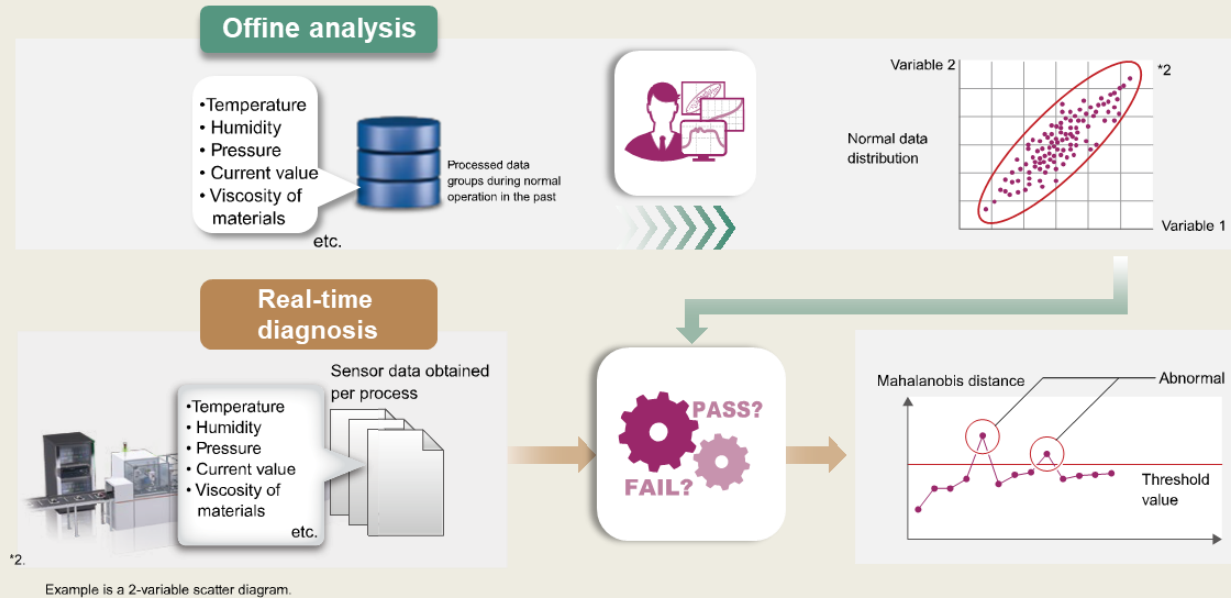 Offine analysis
•Temperature
• Humidity
• Pressure
• Current value
• Viscosity of
materials
etc.
Processed data
groups during normal
operation in the past
Variable 2
*2
Normal data
distribution
Variable 1
Real-time
diagnosis
Sensor data obtained
per process
•Temperature
• Humidity
• Pressure
• Current value
• Viscosity of
materials
etc.
PASS?
FAIL?
Mahalanobis distance
Abnormal
Threshold
value
*2.
Example is a 2-variable scatter diagram.